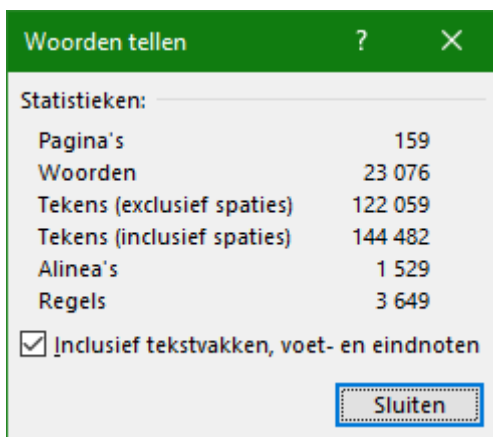 Woorden tellen ? ×
Statistieken:
Pagina's 159
Woorden 23 076
Tekens (exclusief spaties) 122 059
Tekens (inclusief spaties) 144 482
Alinea's 1 529
Regels 3 649
Inclusief tekstvakken, voet- en eindnoten
Sluiten